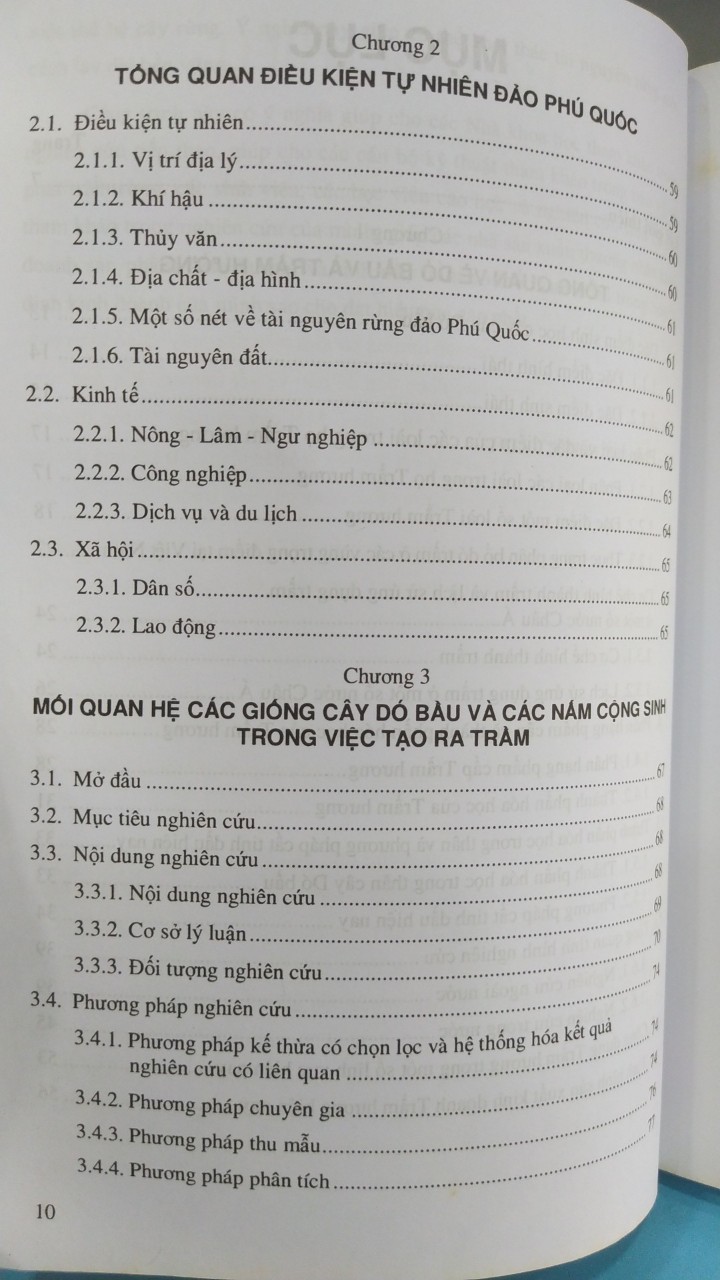 Chương 2
TỔNG QUAN ĐIỀU KIỆN TỰ NHIÊN ĐẢO PHÚ QUỐC
2.1. Điều kiện tự nhiên........59
2.1.1. Vị trí địa lý........59
2.1.2. Khí hậu........60
2.1.3. Thủy văn........60
2.1.4. Địa chất - địa hình........61
2.1.5. Một số nét về tài nguyên rừng đảo Phú Quốc........61
2.1.6. Tài nguyên đất........61
2.2. Kinh tế........62
2.2.1. Nông - Lâm - Ngư nghiệp........62
2.2.2. Công nghiệp........63
2.2.3. Dịch vụ và du lịch........64
2.3. Xã hội........65
2.3.1. Dân số........65
2.3.2. Lao động........65
Chương 3
MỐI QUAN HỆ CÁC GIỐNG CÂY DÓ BẦU VÀ CÁC NẤM CỘNG SINH
TRONG VIỆC TẠO RA TRẦM
3.1. Mở đầu........67
3.2. Mục tiêu nghiên cứu........68
3.3. Nội dung nghiên cứu........68
3.3.1. Nội dung nghiên cứu........68
3.3.2. Cơ sở lý luận........69
3.3.3. Đối tượng nghiên cứu........70
3.4. Phương pháp nghiên cứu........74
3.4.1. Phương pháp kế thừa có chọn lọc và hệ thống hóa kết quả
nghiên cứu có liên quan........74
3.4.2. Phương pháp chuyên gia........74
3.4.3. Phương pháp thu mẫu........76
3.4.4. Phương pháp phân tích........77
10